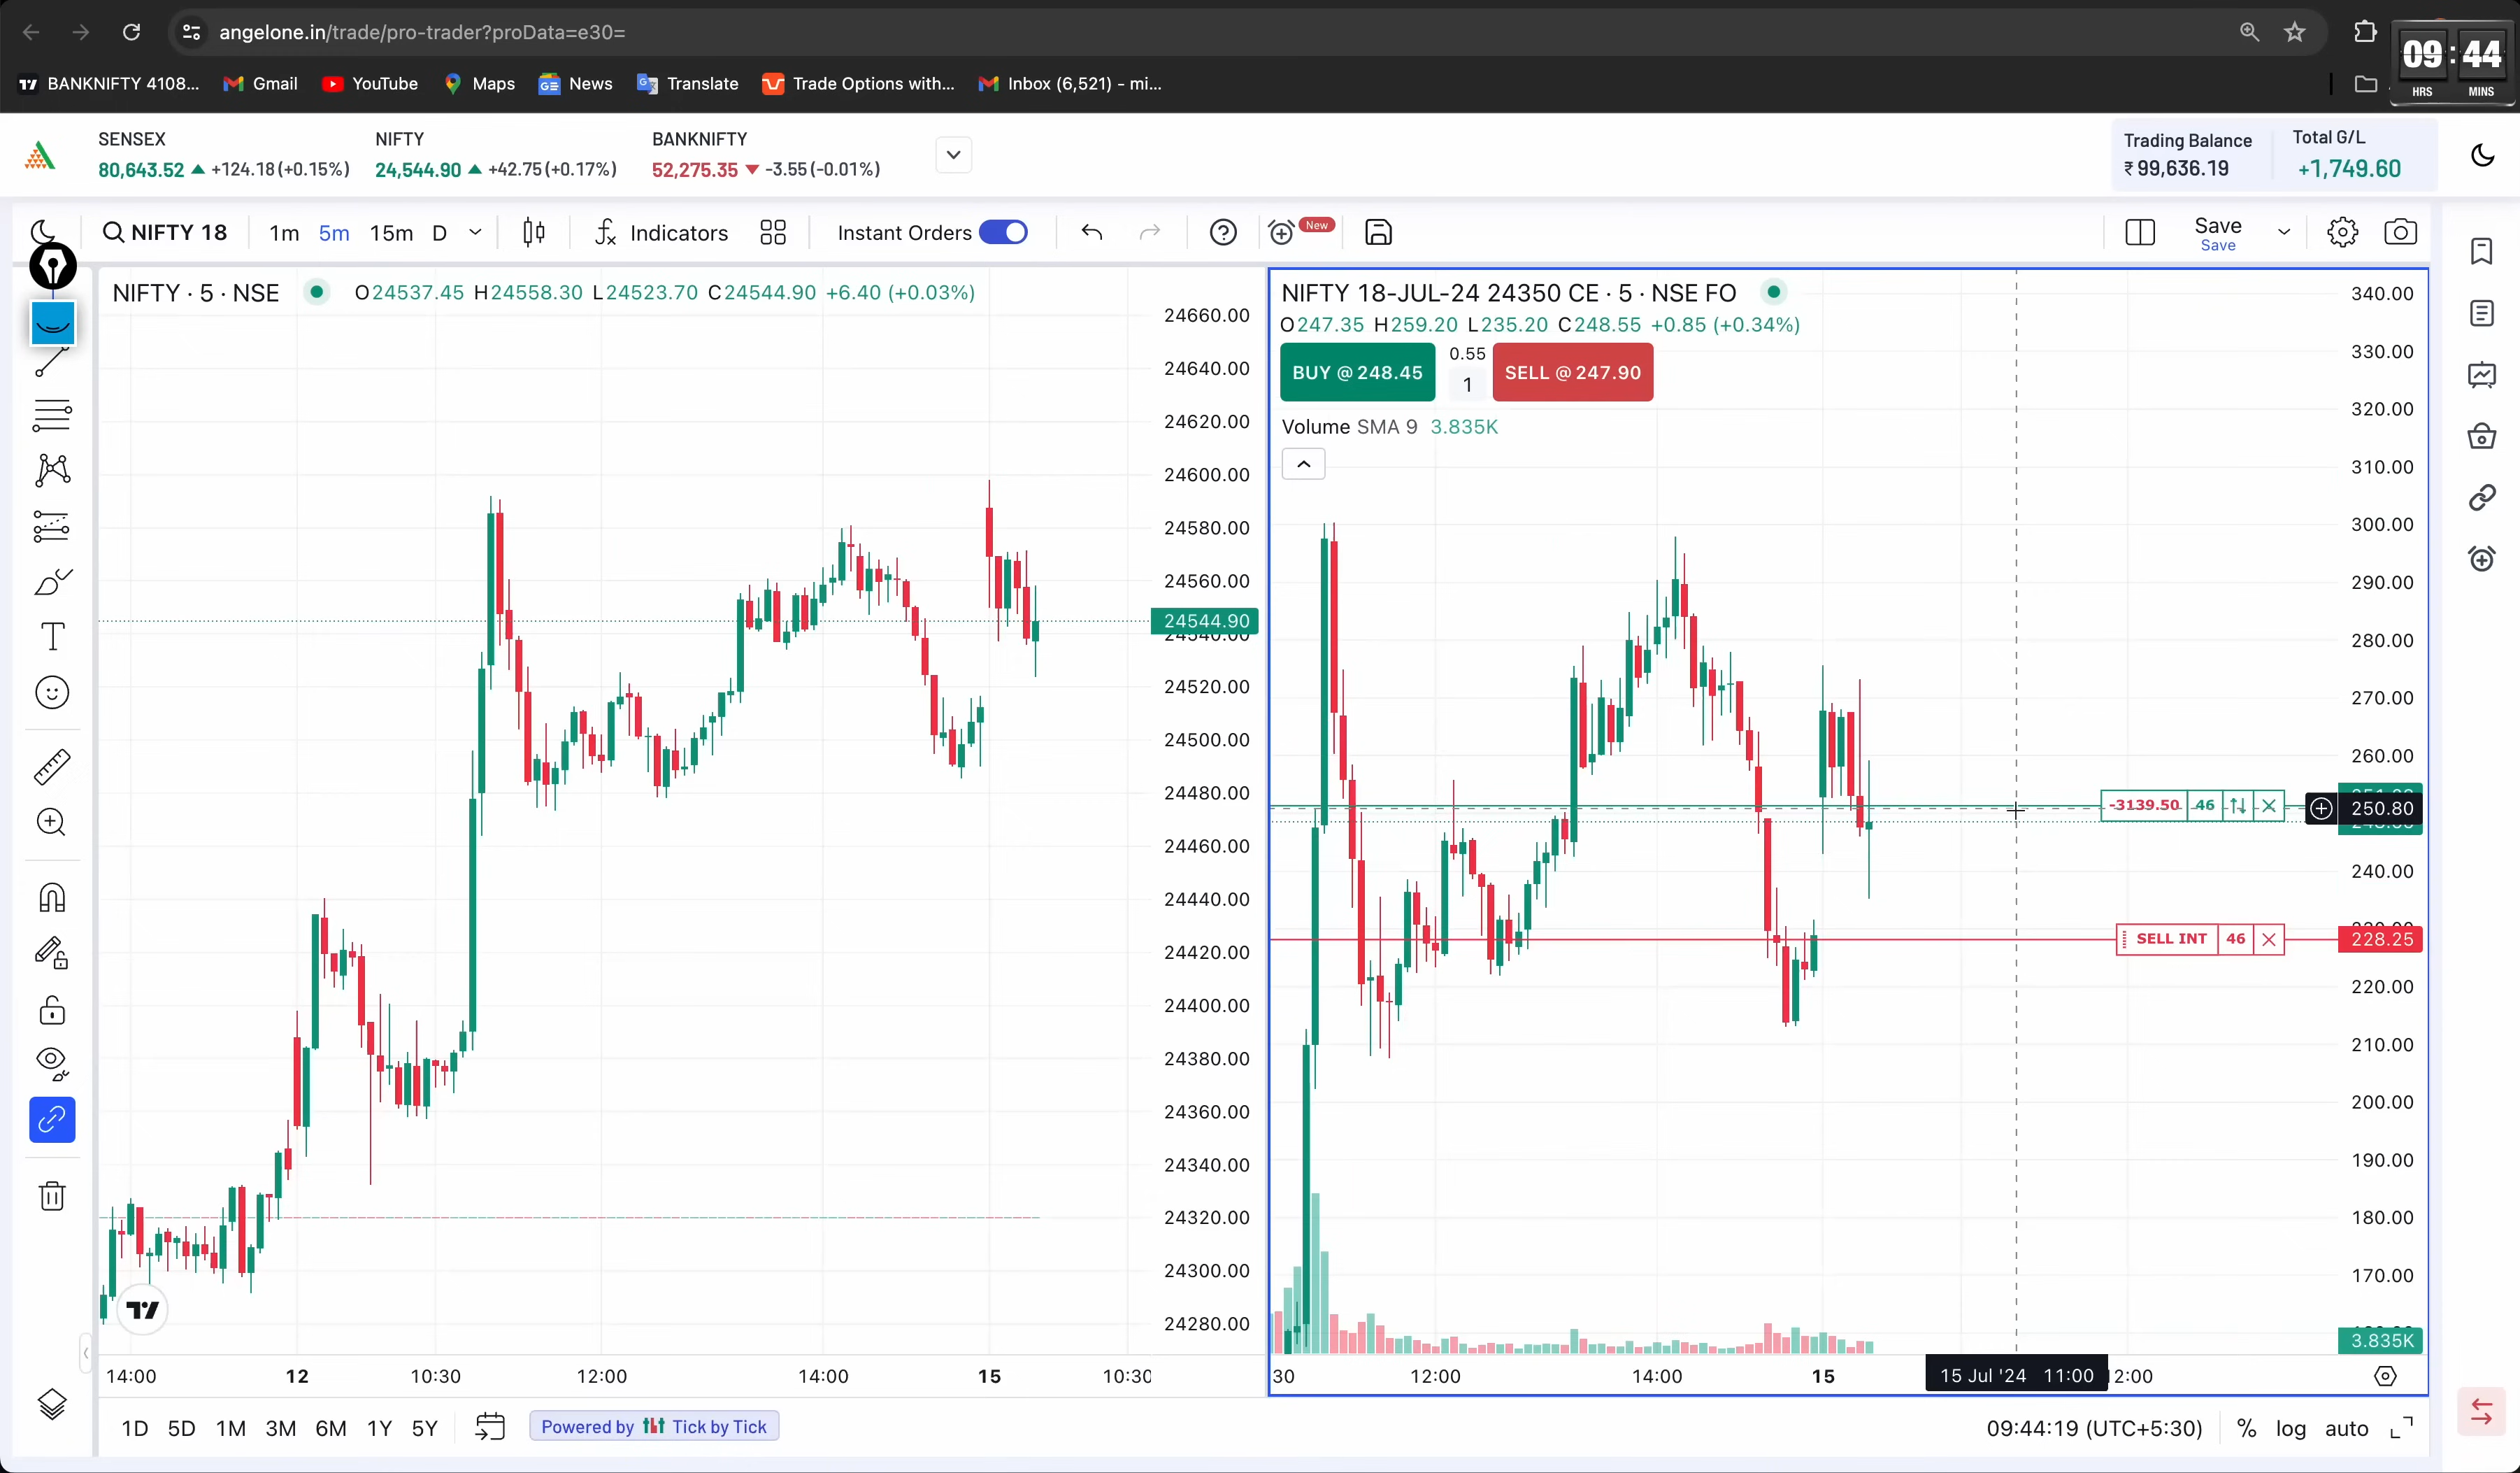 angelone.in/trade/pro-trader?proData=e30=
09:44
HRS MINS
BANKNIFTY 4108... Gmail YouTube Maps News Translate Trade Options with... Inbox (6,521) - mi...
SENSEX NIFTY BANKNIFTY Trading Balance Total G/L
80,643.52 +124.18(+0.15%) 24,544.90 +42.75(+0.17%) 52,275.35 -3.55(-0.01%) ₹99,636.19 +1,749.60
NIFTY 18 1m 5m 15m D Indicators Instant Orders New Save
Save
NIFTY · 5 · NSE O24537.45 H24558.30 L24523.70 C24544.90 +6.40 (+0.03%)
24660.00
24640.00
24620.00
24600.00
24580.00
24560.00
24544.90
24540.00
24520.00
24500.00
24480.00
24460.00
24440.00
24420.00
24400.00
24380.00
24360.00
24340.00
24320.00
24300.00
24280.00
14:00 12 10:30 12:00 14:00 15 10:30
NIFTY 18-JUL-24 24350 CE · 5 · NSE FO
O247.35 H259.20 L235.20 C248.55 +0.85 (+0.34%)
BUY @ 248.45 0.55 1 SELL @ 247.90
Volume SMA 9 3.835K
340.00
330.00
320.00
310.00
300.00
290.00
280.00
270.00
260.00
-3139.50 46 250.80
240.00
SELL INT 46 228.25
220.00
210.00
200.00
190.00
180.00
170.00
3.835K
30 12:00 14:00 15 15 Jul '24 11:00 2:00
1D 5D 1M 3M 6M 1Y 5Y Powered by Tick by Tick 09:44:19 (UTC+5:30) % log auto